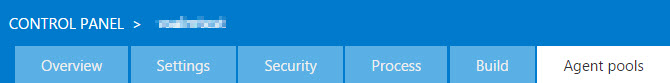 CONTROL PANEL >
Overview Settings Security Process Build Agent pools